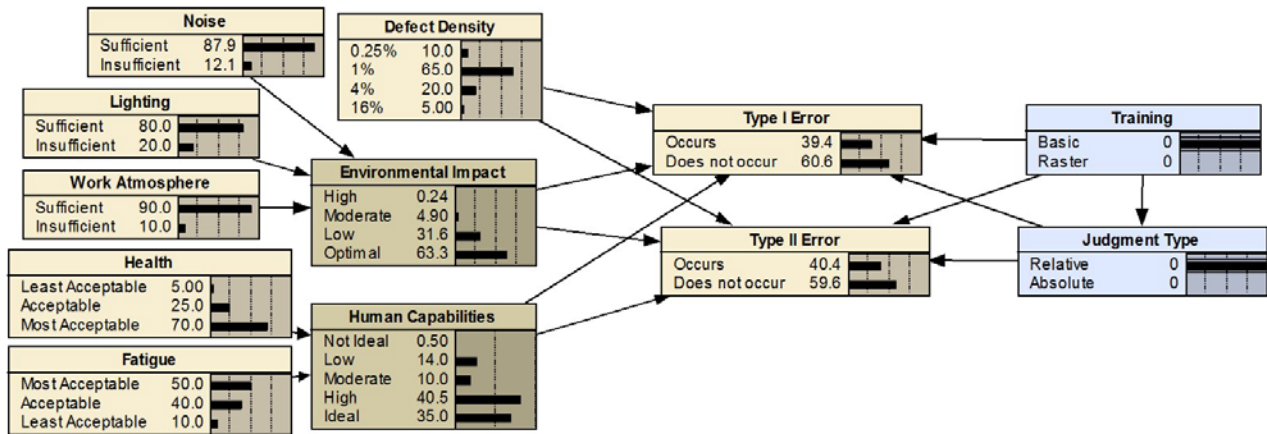 Noise
Sufficient 87.9
Insufficient 12.1
Defect Density
0.25% 10.0
1% 65.0
4% 20.0
16% 5.00
Lighting
Sufficient 80.0
Insufficient 20.0
Type I Error
Occurs 39.4
Does not occur 60.6
Training
Basic 0
Raster 0
Work Atmosphere
Sufficient 90.0
Insufficient 10.0
Environmental Impact
High 0.24
Moderate 4.90
Low 31.6
Optimal 63.3
Type II Error
Occurs 40.4
Does not occur 59.6
Judgment Type
Relative 0
Absolute 0
Health
Least Acceptable 5.00
Acceptable 25.0
Most Acceptable 70.0
Human Capabilities
Not Ideal 0.50
Low 14.0
Moderate 10.0
High 40.5
Ideal 35.0
Fatigue
Most Acceptable 50.0
Acceptable 40.0
Least Acceptable 10.0